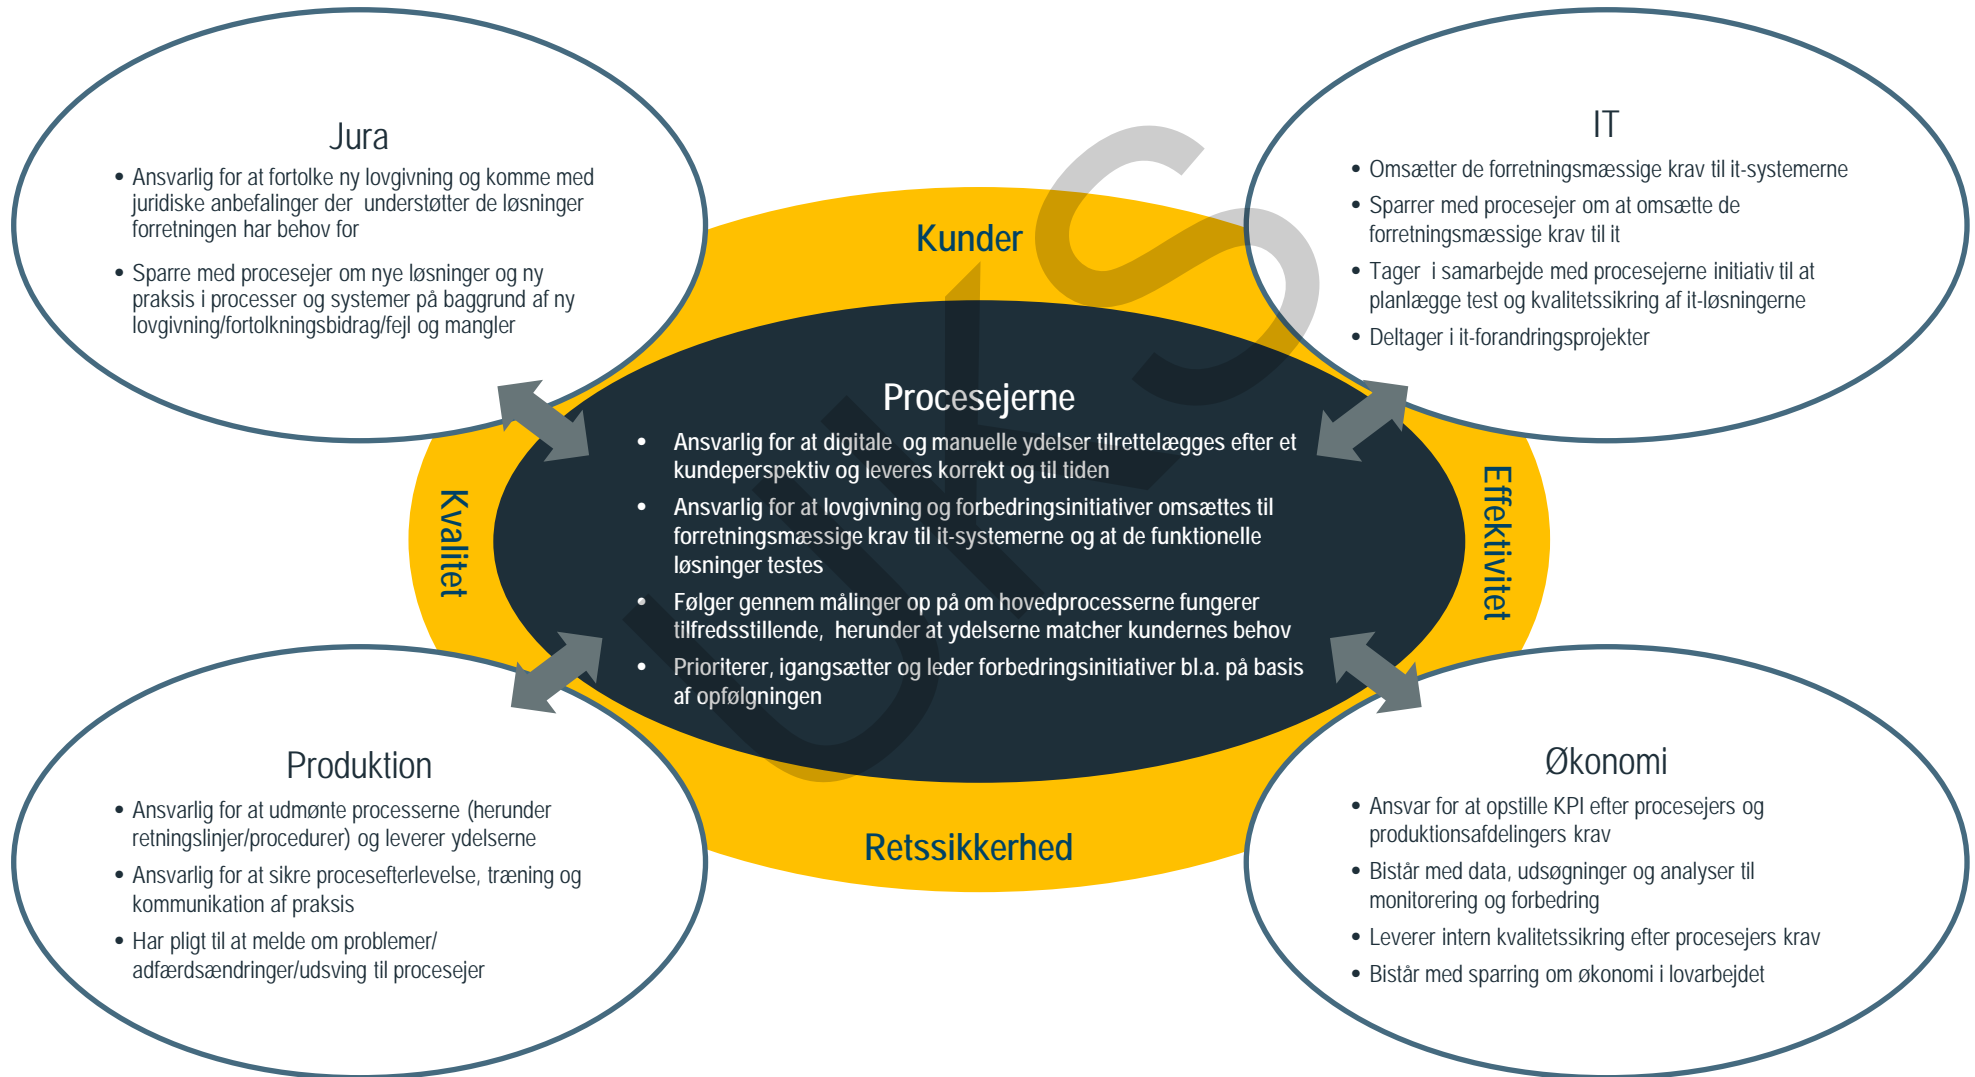 Jura
• Ansvarlig for at fortolke ny lovgivning og komme med
juridiske anbefalinger der understøtter de løsninger
forretningen har behov for
• Sparre med procesejer om nye løsninger og ny
praksis i processer og systemer på baggrund af ny
lovgivning/fortolkningsbidrag/fejl og mangler
IT
• Omsætter de forretningsmæssige krav til it-systemerne
• Sparrer med procesejer om at omsætte de
forretningsmæssige krav til it
• Tager i samarbejde med procesejerne initiativ til at
planlægge test og kvalitetssikring af it-løsningerne
• Deltager i it-forandringsprojekter
Kunder
Kvalitet
Procesejerne
• Ansvarlig for at digitale og manuelle ydelser tilrettelægges efter et
kundeperspektiv og leveres korrekt og til tiden
• Ansvarlig for at lovgivning og forbedringsinitiativer omsættes til
forretningsmæssige krav til it-systemerne og at de funktionelle
løsninger testes
• Følger gennem målinger op på om hovedprocesserne fungerer
tilfredsstillende, herunder at ydelserne matcher kundernes behov
• Prioriterer, igangsætter og leder forbedringsinitiativer bl.a. på basis
af opfølgningen
Effektivitet
Retssikkerhed
Produktion
• Ansvarlig for at udmønte processerne (herunder
retningslinjer/procedurer) og leverer ydelserne
• Ansvarlig for at sikre procesefterlevelse, træning og
kommunikation af praksis
• Har pligt til at melde om problemer/
adfærdsændringer/udsving til procesejer
Økonomi
• Ansvar for at opstille KPI efter procesejers og
produktionsafdelingers krav
• Bistår med data, udsøgninger og analyser til
monitorering og forbedring
• Leverer intern kvalitetssikring efter procesejers krav
• Bistår med sparring om økonomi i lovarbejdet
UKS